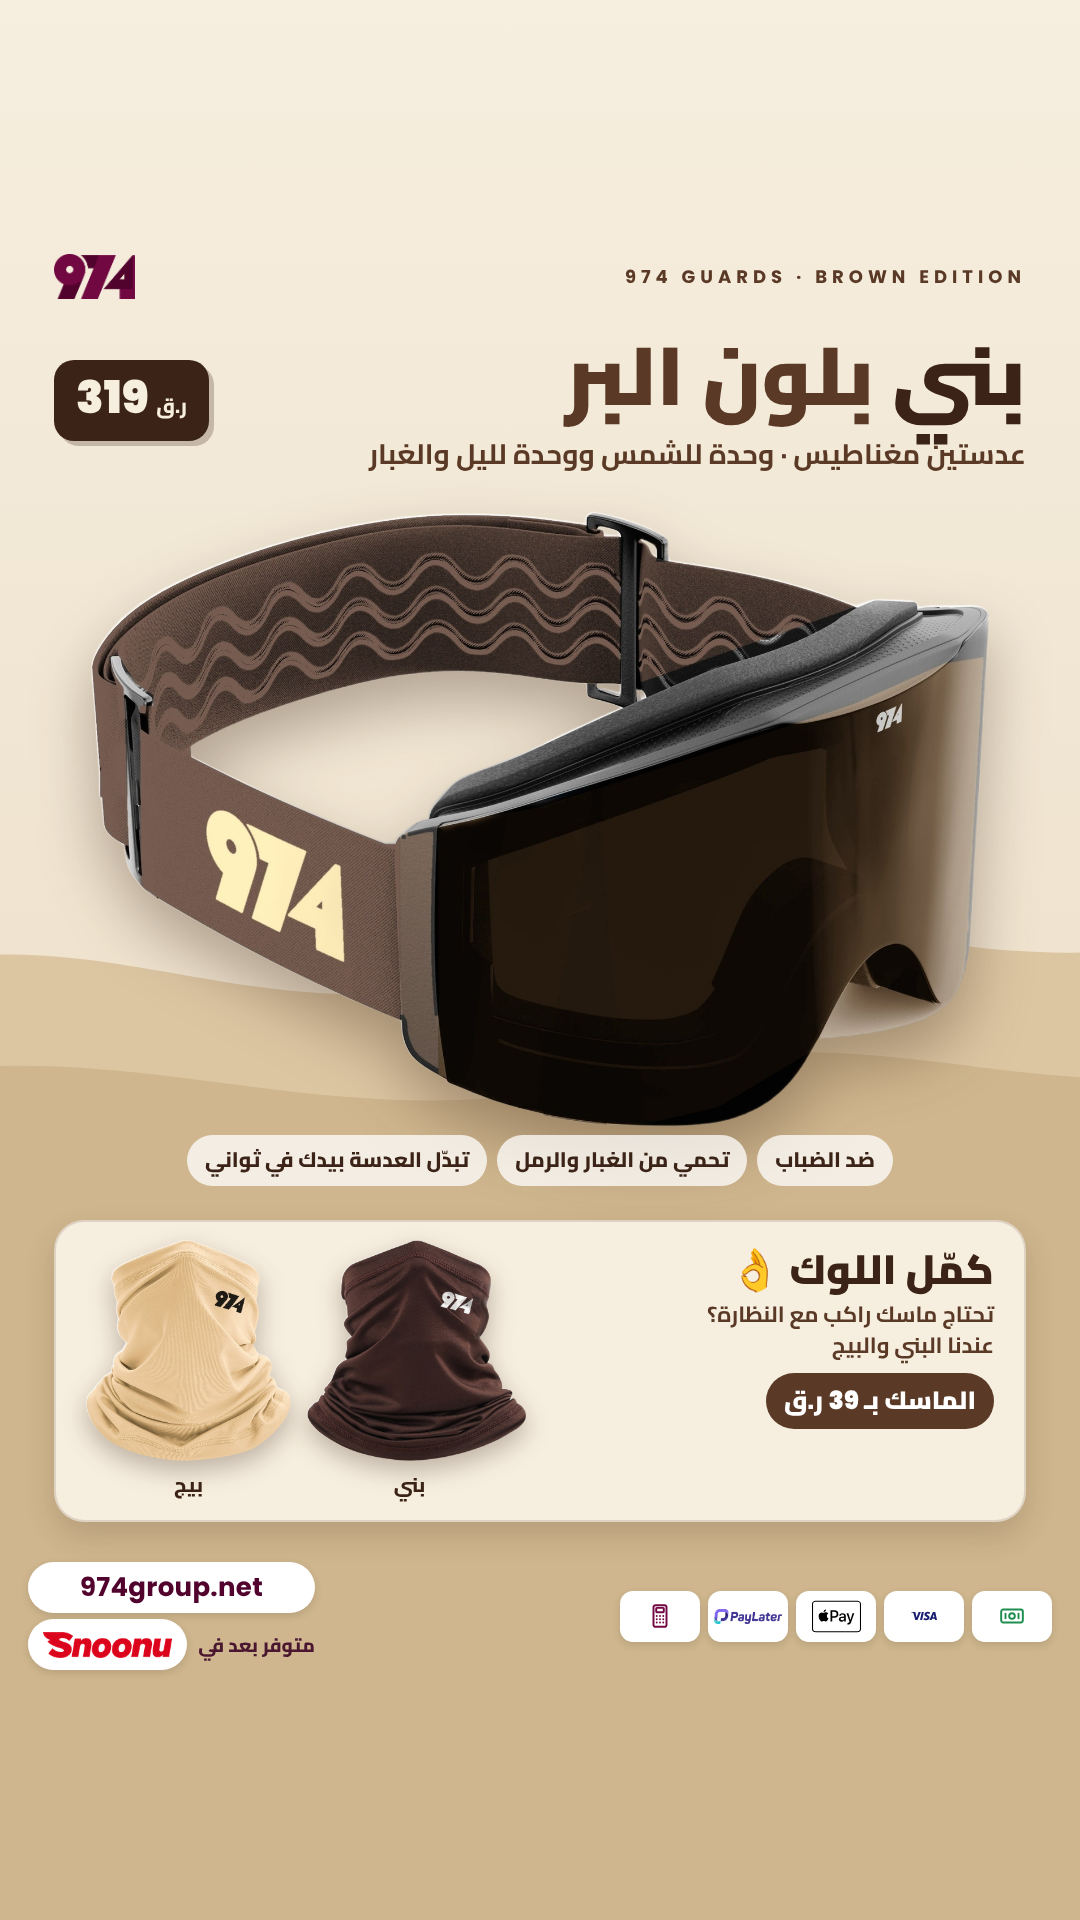 974
974 GUARDS · BROWN EDITION
بني بلون البر
319 ر.ق
عدستين مغناطيس · وحدة للشمس ووحدة لليل والغبار
974
974
ضد الضباب
تحمي من الغبار والرمل
تبدّل العدسة بيدك في ثواني
كمّل اللوك 👌
تحتاج ماسك راكب مع النظارة؟
عندنا البني والبيج
الماسك بـ 39 ر.ق
974
974
بني
بيج
974group.net
متوفر بعد في Snoonu
PayLater
Pay
VISA